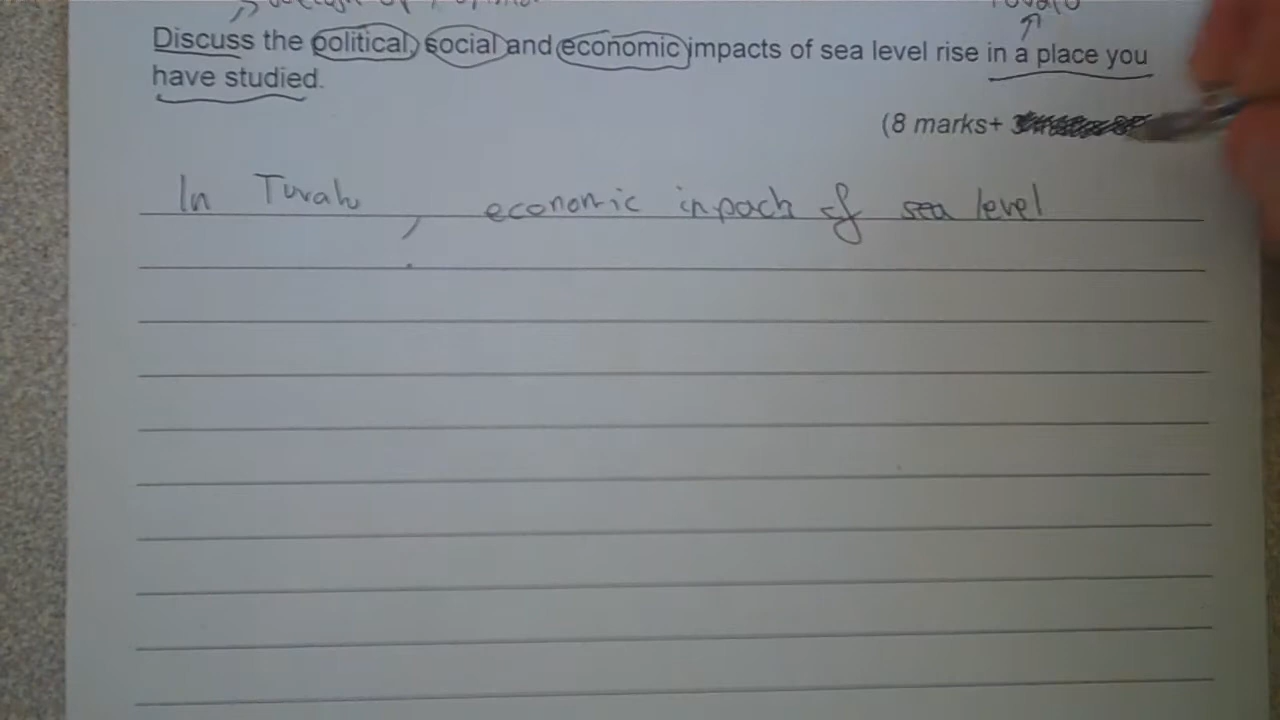 Discuss the political, social and economic impacts of sea level rise in a place you
have studied.
(8 marks+
In Tuvalu, economic impach of sea level